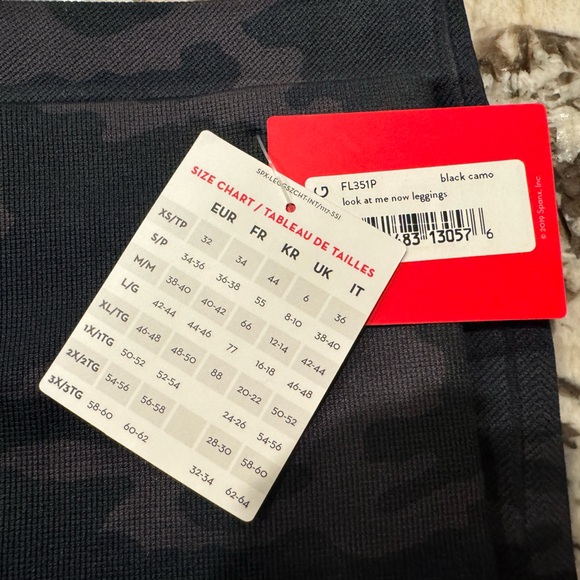 SIZE CHART / TABLEAU DE TAILLES
EUR FR KR UK IT
XS/TP 32 34 44 6 36
S/P 34-36 36-38 55 8-10 38-40
M/M 38-40 40-42 66 12-14 42-44
L/G 42-44 44-46 77 16-18 46-48
XL/TG 46-48 48-50 88 20-22 50-52
1X/1TG 50-52 52-54 24-26 54-56
2X/2TG 54-56 56-58 28-30 58-60
3X/3TG 58-60 60-62 32-34 62-64
FL351P black camo
look at me now leggings
483 13057 6
© 2019 Spanx, Inc.